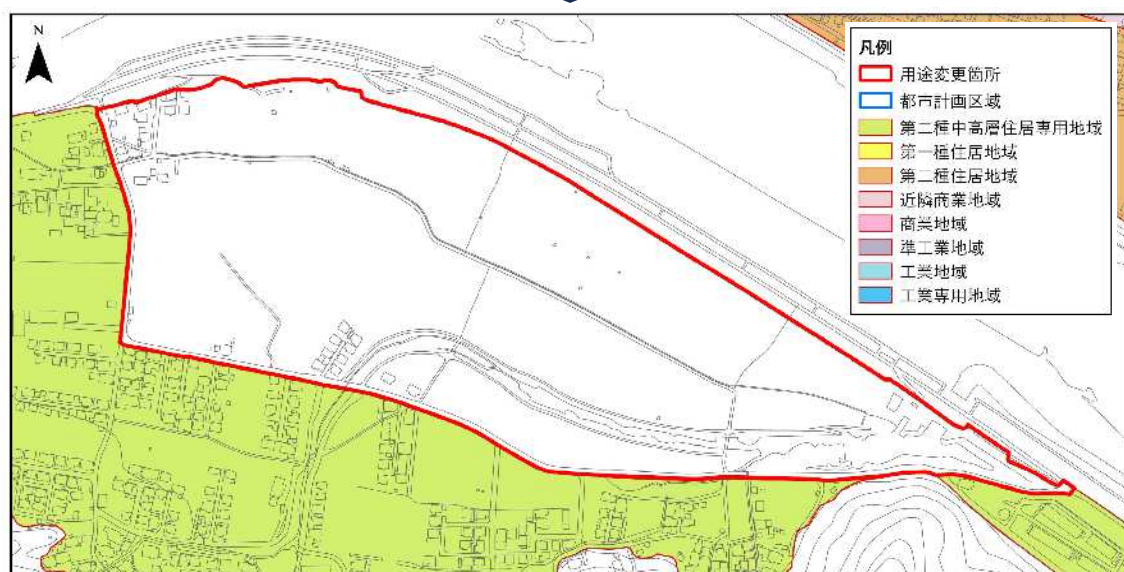 N
凡例
用途変更箇所
都市計画区域
第二種中高層住居専用地域
第一種住居地域
第二種住居地域
近隣商業地域
商業地域
準工業地域
工業地域
工業専用地域